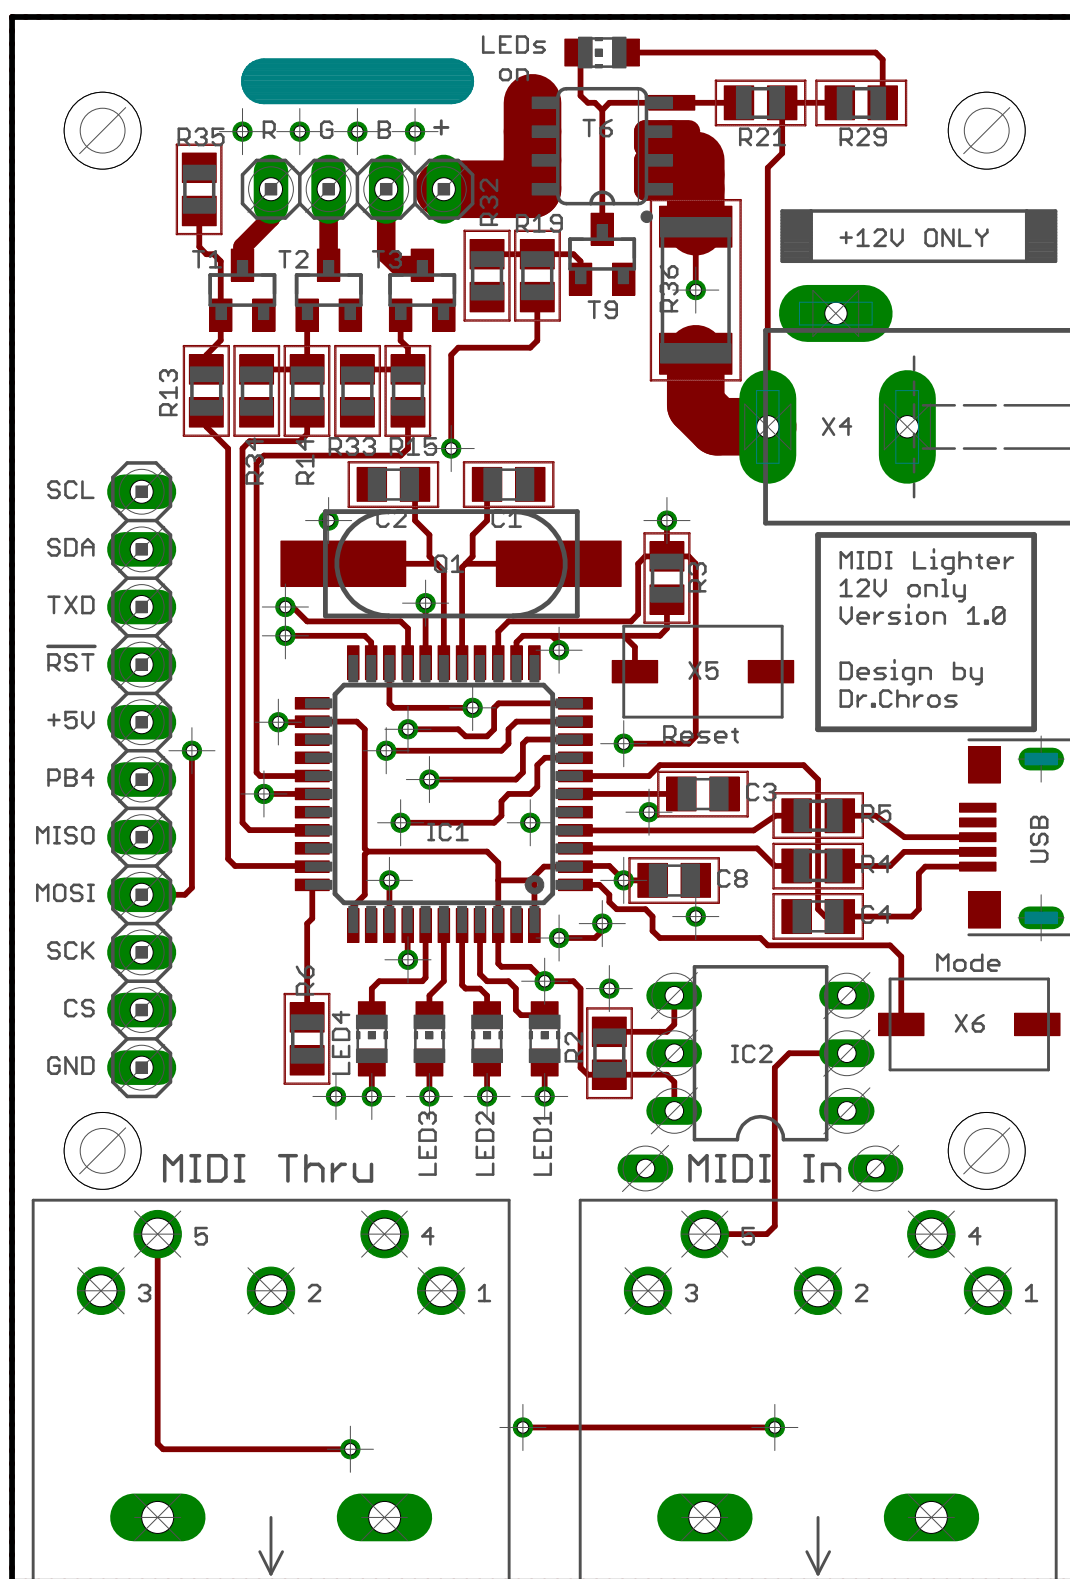 LEDs
on
R35
R
G
B
+
T6
R21
R29
R32
R19
+12V ONLY
T1
T2
T3
R36
T9
R13
R34
R14
R33
R15
X4
SCL
C2
C1
SDA
Q1
R3
MIDI Lighter
12V only
Version 1.0
TXD
RST
X5
Design by
Dr.Chros
+5V
Reset
PB4
C3
MISO
IC1
R5
USB
MOSI
C8
R4
C4
SCK
R6
Mode
CS
LED4
R2
IC2
X6
GND
LED3
LED2
LED1
MIDI Thru
MIDI In
5
4
5
4
3
2
1
3
2
1